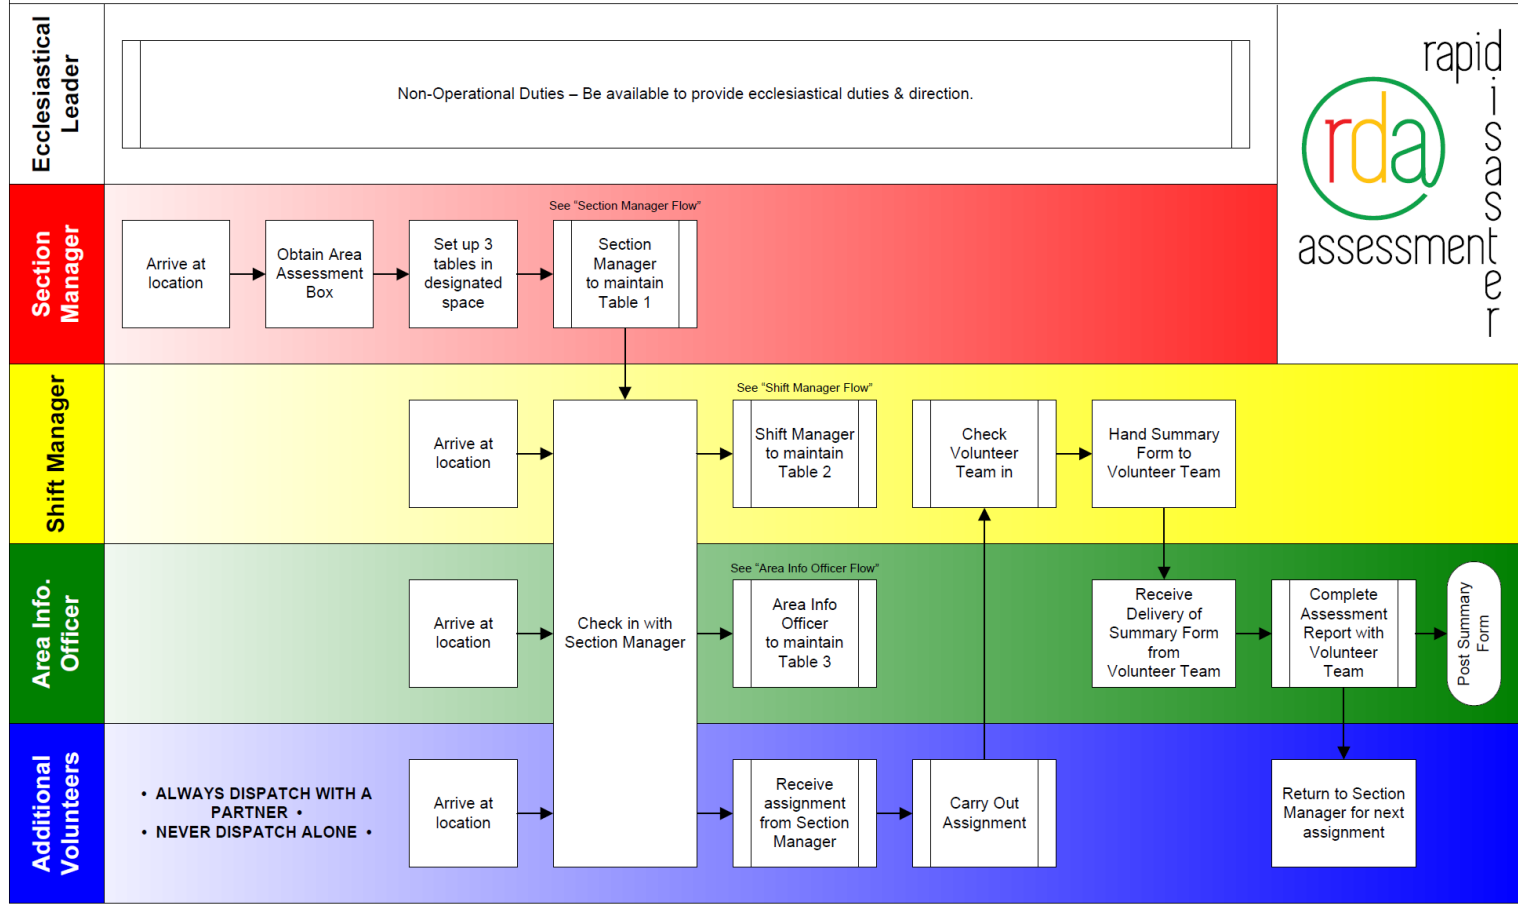 Ecclesiastical
Leader
Non-Operational Duties – Be available to provide ecclesiastical duties & direction.
rapid
disaster
rda
assessment
Section
Manager
Arrive at
location
Obtain Area
Assessment
Box
Set up 3
tables in
designated
space
See "Section Manager Flow"
Section
Manager
to maintain
Table 1
Shift Manager
Arrive at
location
Check in with
Section Manager
See "Shift Manager Flow"
Shift Manager
to maintain
Table 2
Check
Volunteer
Team in
Hand Summary
Form to
Volunteer Team
Area Info.
Officer
Arrive at
location
See "Area Info Officer Flow"
Area Info
Officer
to maintain
Table 3
Receive
Delivery of
Summary Form
from
Volunteer Team
Complete
Assessment
Report with
Volunteer
Team
Post Summary
Form
Additional
Volunteers
• ALWAYS DISPATCH WITH A
PARTNER •
• NEVER DISPATCH ALONE •
Arrive at
location
Receive
assignment
from Section
Manager
Carry Out
Assignment
Return to Section
Manager for next
assignment